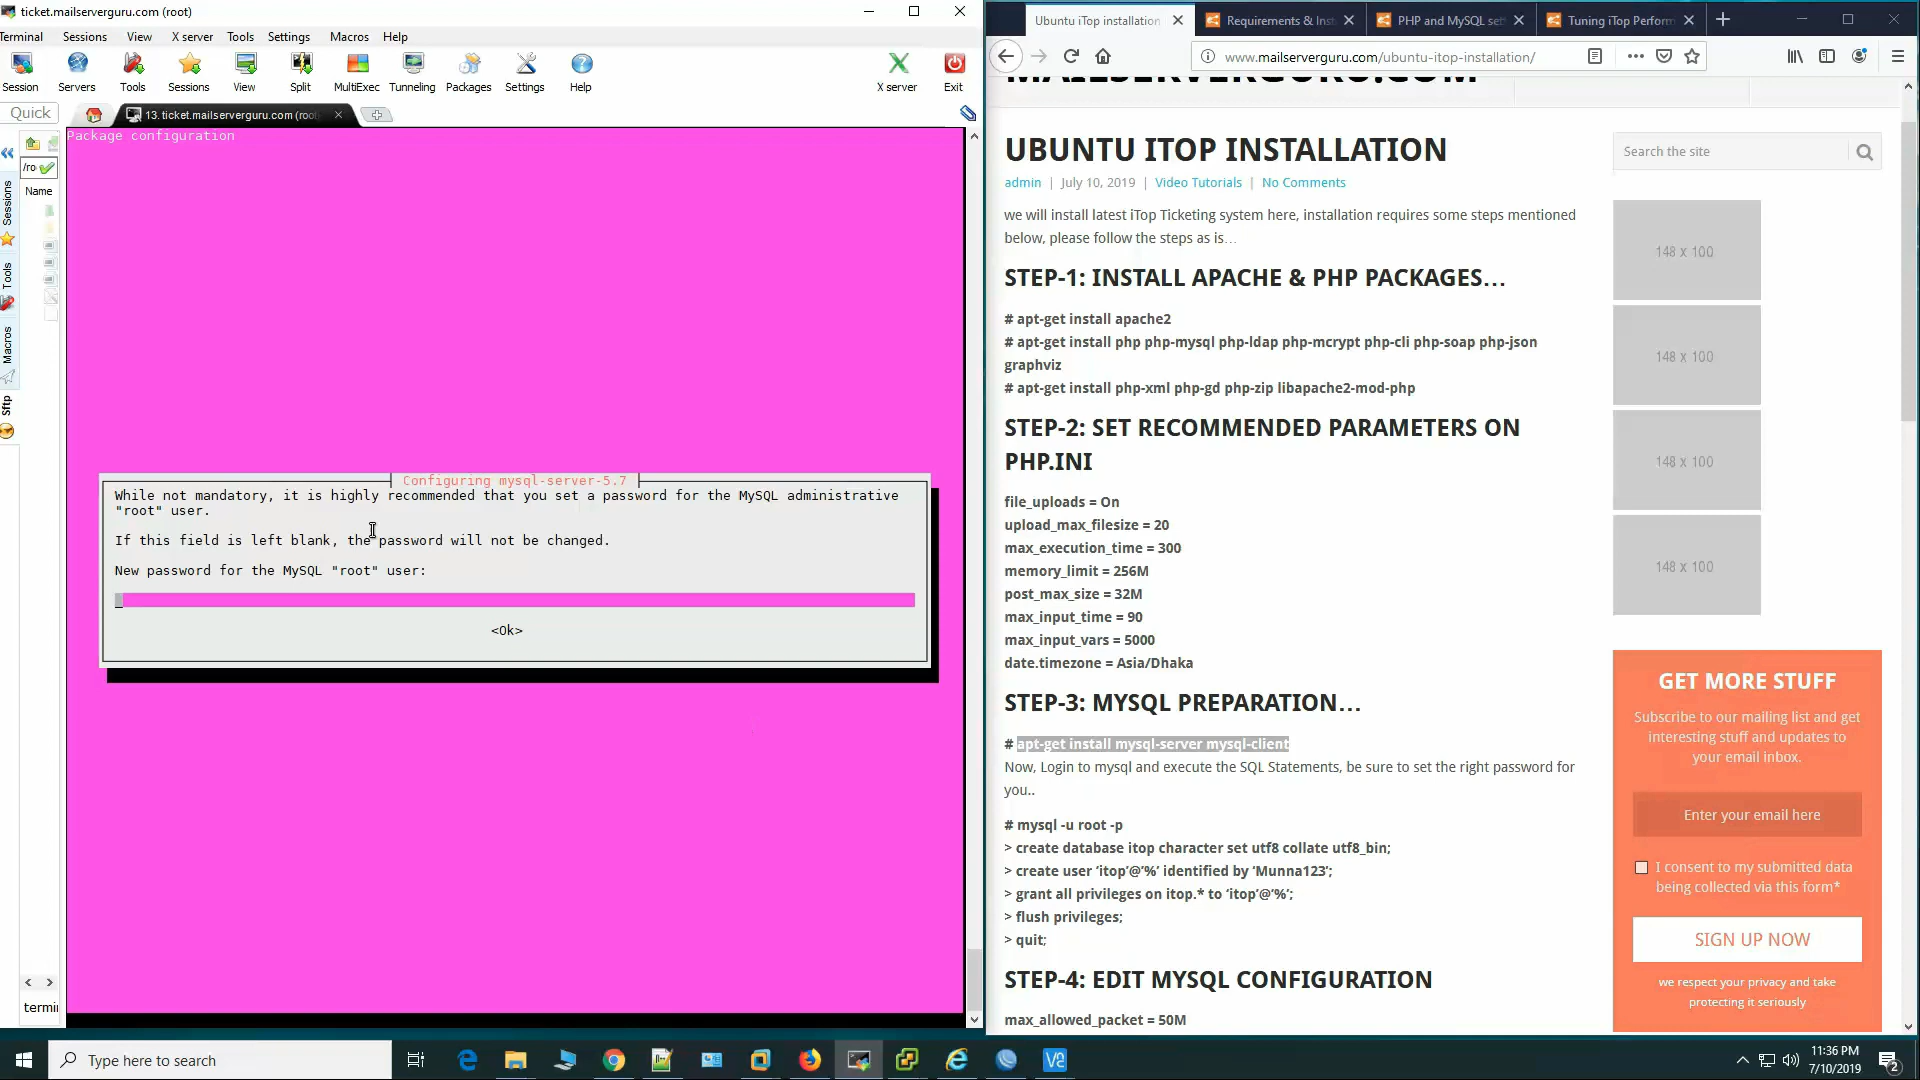 ticket.mailserverguru.com (root)
Terminal Sessions View X server Tools Settings Macros Help
Session Servers Tools Sessions View Split MultiExec Tunneling Packages Settings Help X server Exit
Quick
13. ticket.mailserverguru.com (root
/ro
Name
Sessions
Tools
Macros
Sftp
termi
Package configuration
Configuring mysql-server-5.7
While not mandatory, it is highly recommended that you set a password for the MySQL administrative
"root" user.
If this field is left blank, the password will not be changed.
New password for the MySQL "root" user:
<Ok>
Ubuntu iTop installation
Requirements & Inst
PHP and MySQL set
Tuning iTop Perform
www.mailserverguru.com/ubuntu-itop-installation/
MAILSERVERGURU.COM
UBUNTU ITOP INSTALLATION
admin | July 10, 2019 | Video Tutorials | No Comments
we will install latest iTop Ticketing system here, installation requires some steps mentioned
below, please follow the steps as is…
STEP-1: INSTALL APACHE & PHP PACKAGES…
# apt-get install apache2
# apt-get install php php-mysql php-ldap php-mcrypt php-cli php-soap php-json
graphviz
# apt-get install php-xml php-gd php-zip libapache2-mod-php
STEP-2: SET RECOMMENDED PARAMETERS ON
PHP.INI
file_uploads = On
upload_max_filesize = 20
max_execution_time = 300
memory_limit = 256M
post_max_size = 32M
max_input_time = 90
max_input_vars = 5000
date.timezone = Asia/Dhaka
STEP-3: MYSQL PREPARATION…
# apt-get install mysql-server mysql-client
Now, Login to mysql and execute the SQL Statements, be sure to set the right password for
you..
# mysql -u root -p
> create database itop character set utf8 collate utf8_bin;
> create user ‘itop’@’%’ identified by ‘Munna123’;
> grant all privileges on itop.* to ‘itop’@’%’;
> flush privileges;
> quit;
STEP-4: EDIT MYSQL CONFIGURATION
max_allowed_packet = 50M
Search the site
148 x 100
148 x 100
148 x 100
148 x 100
GET MORE STUFF
Subscribe to our mailing list and get
interesting stuff and updates to
your email inbox.
Enter your email here
I consent to my submitted data
being collected via this form*
SIGN UP NOW
we respect your privacy and take
protecting it seriously
Type here to search
11:36 PM
7/10/2019
2